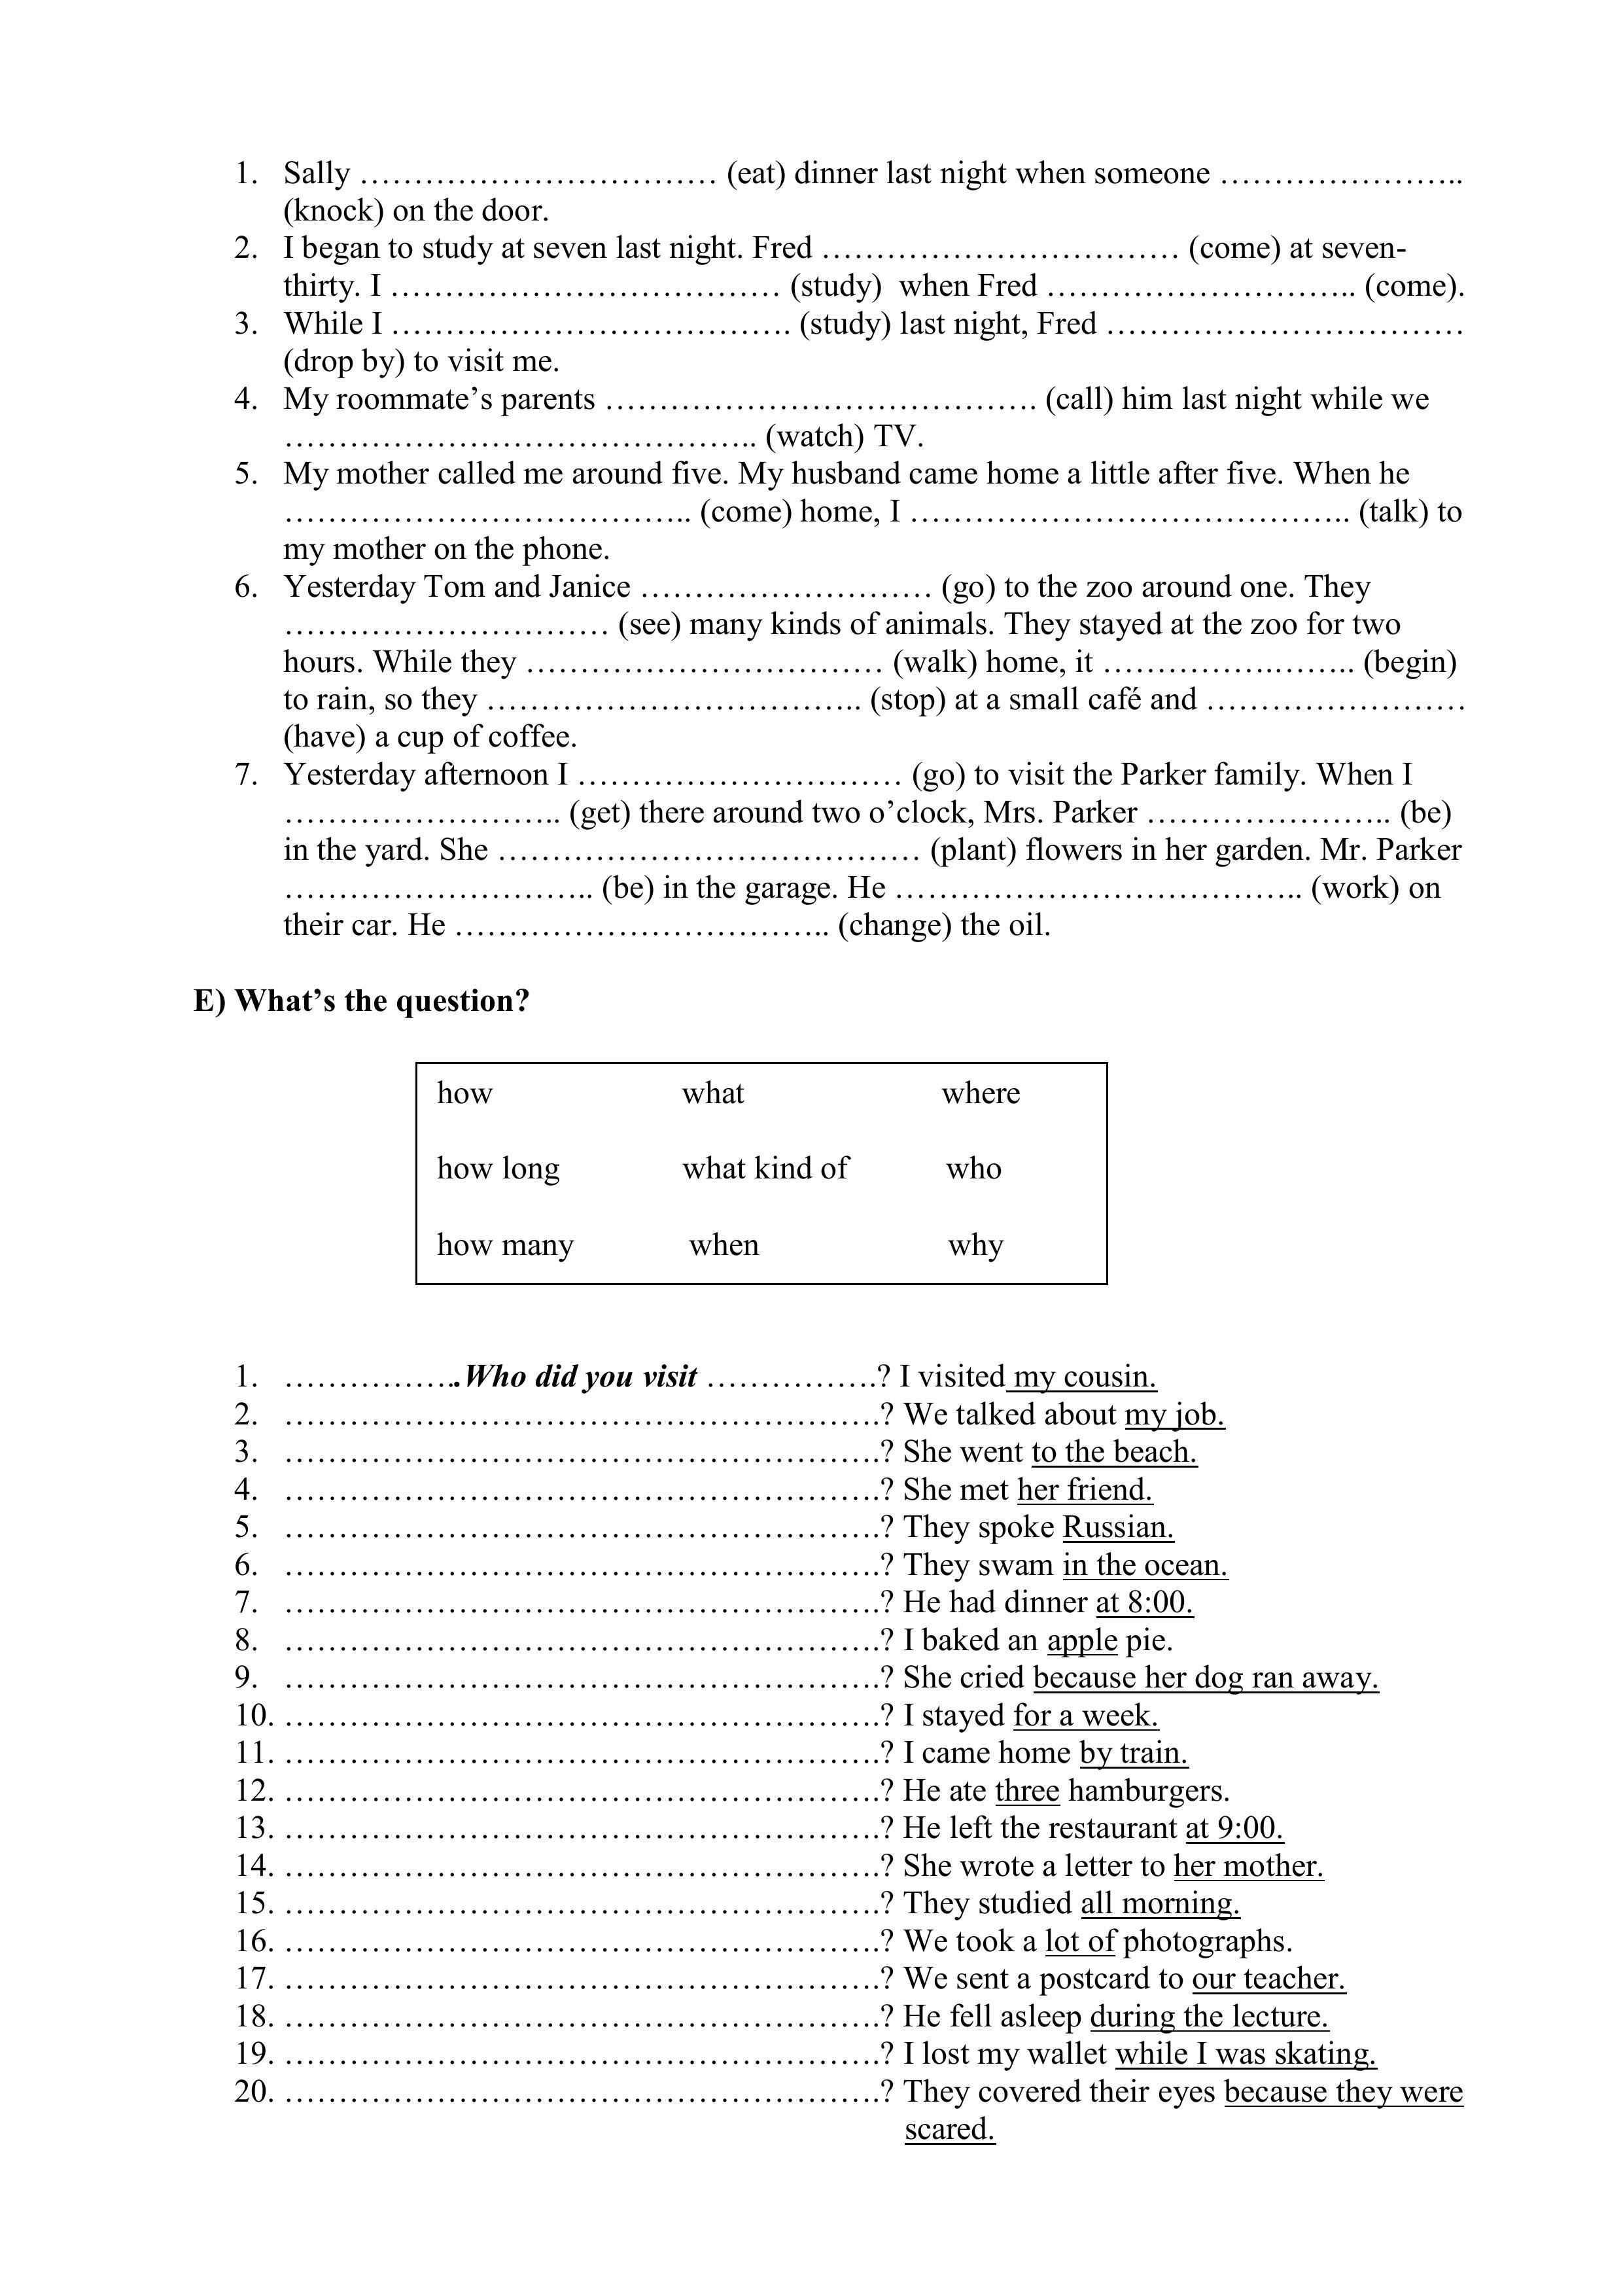 1. Sally …………………………… (eat) dinner last night when someone …………………..
(knock) on the door.
2. I began to study at seven last night. Fred …………………………… (come) at seven-
thirty. I ……………………………… (study) when Fred ……………………….. (come).
3. While I ………………………………. (study) last night, Fred ……………………………
(drop by) to visit me.
4. My roommate’s parents …………………………………. (call) him last night while we
…………………………………….. (watch) TV.
5. My mother called me around five. My husband came home a little after five. When he
……………………………….. (come) home, I ………………………………….. (talk) to
my mother on the phone.
6. Yesterday Tom and Janice ……………………… (go) to the zoo around one. They
………………………… (see) many kinds of animals. They stayed at the zoo for two
hours. While they …………………………… (walk) home, it …………….…….. (begin)
to rain, so they …………………………….. (stop) at a small café and ……………………
(have) a cup of coffee.
7. Yesterday afternoon I ………………………… (go) to visit the Parker family. When I
…………………….. (get) there around two o’clock, Mrs. Parker ………………….. (be)
in the yard. She ………………………………… (plant) flowers in her garden. Mr. Parker
……………………….. (be) in the garage. He ……………………………….. (work) on
their car. He …………………………….. (change) the oil.
E) What’s the question?
how what where
how long what kind of who
how many when why
1. ……………..Who did you visit …………….? I visited my cousin.
2. ……………………………………………….? We talked about my job.
3. ……………………………………………….? She went to the beach.
4. ……………………………………………….? She met her friend.
5. ……………………………………………….? They spoke Russian.
6. ……………………………………………….? They swam in the ocean.
7. ……………………………………………….? He had dinner at 8:00.
8. ……………………………………………….? I baked an apple pie.
9. ……………………………………………….? She cried because her dog ran away.
10. ……………………………………………….? I stayed for a week.
11. ……………………………………………….? I came home by train.
12. ……………………………………………….? He ate three hamburgers.
13. ……………………………………………….? He left the restaurant at 9:00.
14. ……………………………………………….? She wrote a letter to her mother.
15. ……………………………………………….? They studied all morning.
16. ……………………………………………….? We took a lot of photographs.
17. ……………………………………………….? We sent a postcard to our teacher.
18. ……………………………………………….? He fell asleep during the lecture.
19. ……………………………………………….? I lost my wallet while I was skating.
20. ……………………………………………….? They covered their eyes because they were
scared.